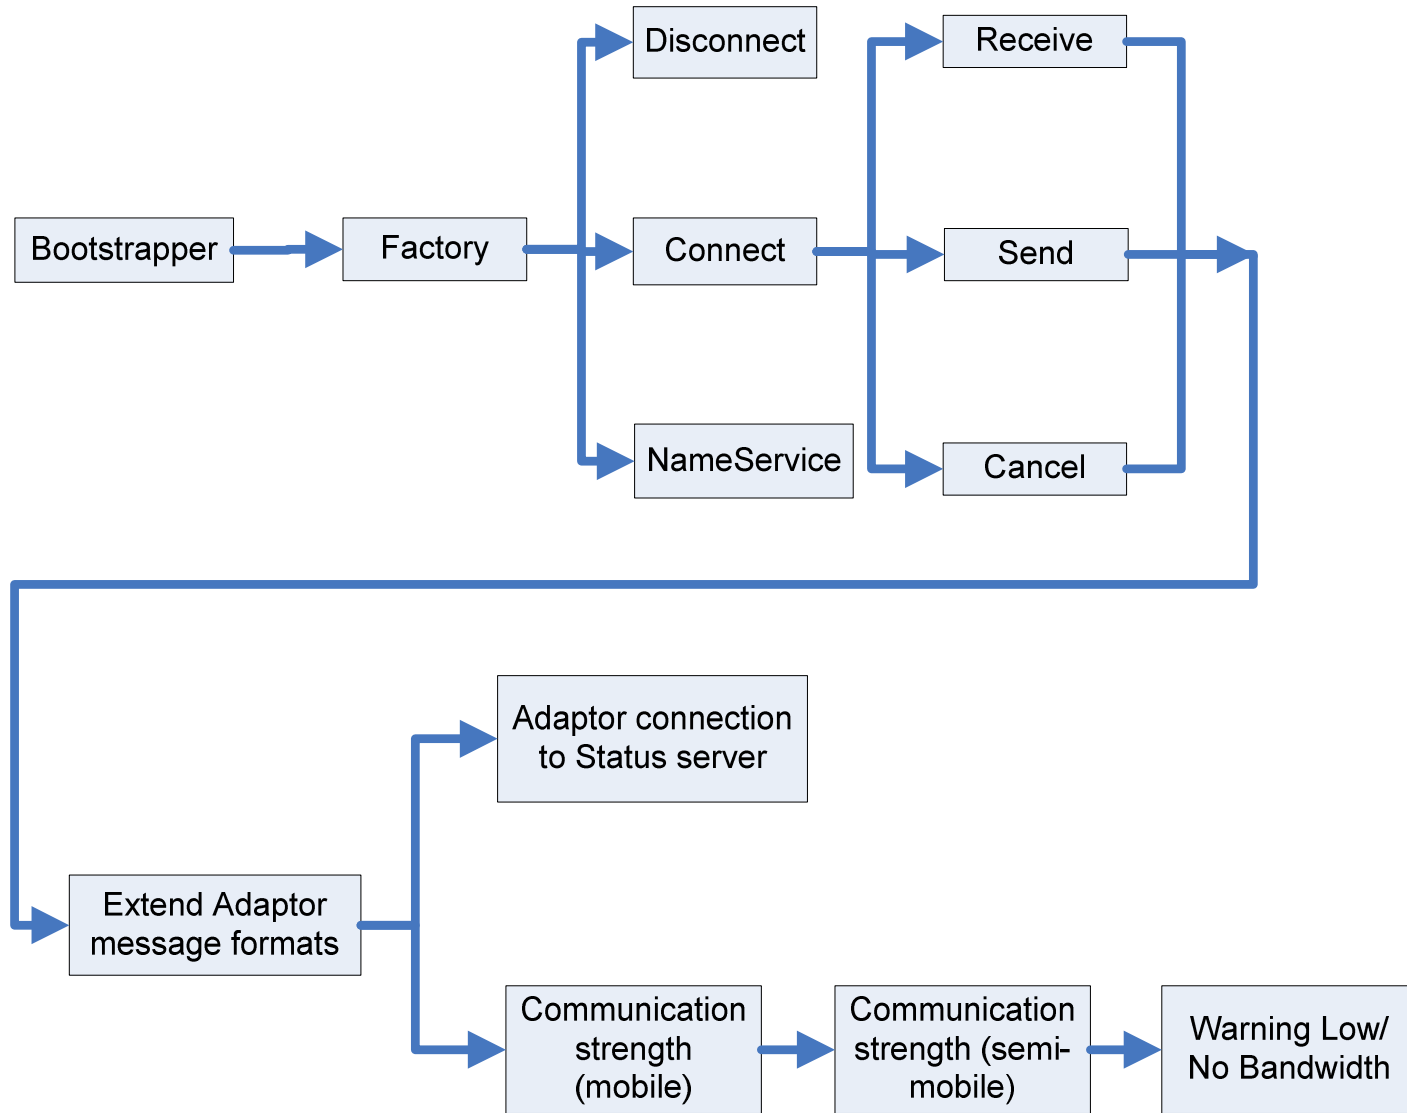 Disconnect
Receive
Bootstrapper
Factory
Connect
Send
NameService
Cancel
Adaptor connection
to Status server
Extend Adaptor
message formats
Communication
strength
(mobile)
Communication
strength (semi-
mobile)
Warning Low/
No Bandwidth